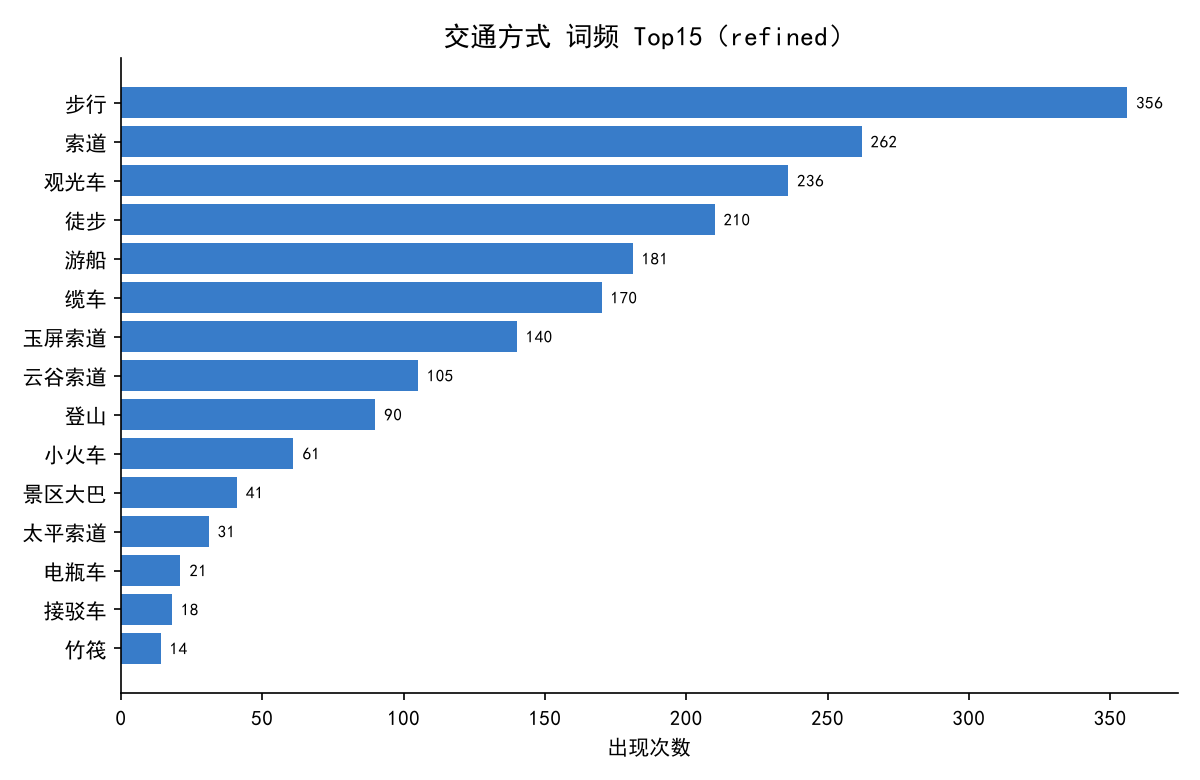 交通方式 词频 Top15（refined）
步行 356
索道 262
观光车 236
徒步 210
游船 181
缆车 170
玉屏索道 140
云谷索道 105
登山 90
小火车 61
景区大巴 41
太平索道 31
电瓶车 21
接驳车 18
竹筏 14
0 50 100 150 200 250 300 350
出现次数